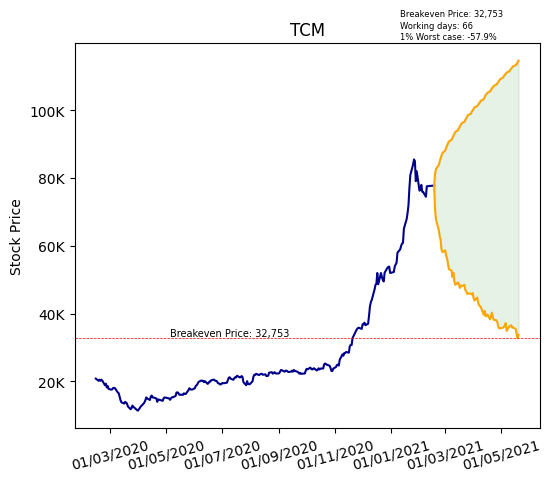 Breakeven Price: 32,753
Working days: 66
1% Worst case: -57.9%
TCM
Stock Price
100K
80K
60K
40K
20K
Breakeven Price: 32,753
01/03/2020
01/05/2020
01/07/2020
01/09/2020
01/11/2020
01/01/2021
01/03/2021
01/05/2021